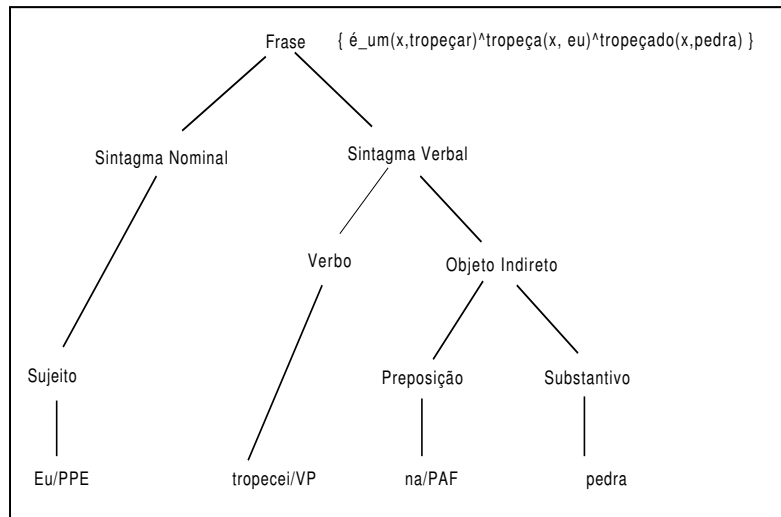 Frase { é_um(x,tropeçar)^tropeça(x, eu)^tropeçado(x,pedra) }
Sintagma Nominal Sintagma Verbal
Verbo Objeto Indireto
Sujeito Preposição Substantivo
Eu/PPE tropecei/VP na/PAF pedra